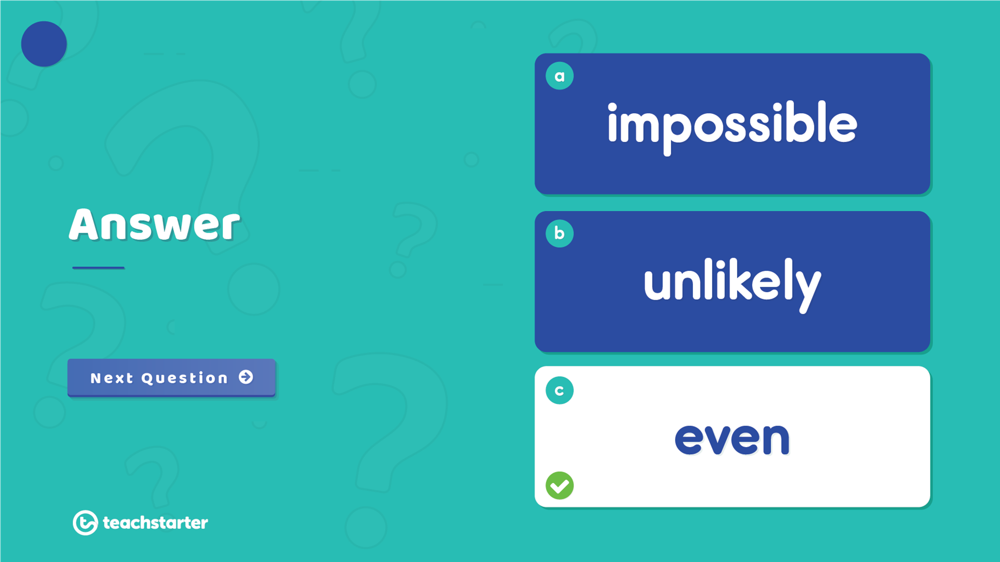 Answer
Next Question
teachstarter
a
impossible
b
unlikely
c
even